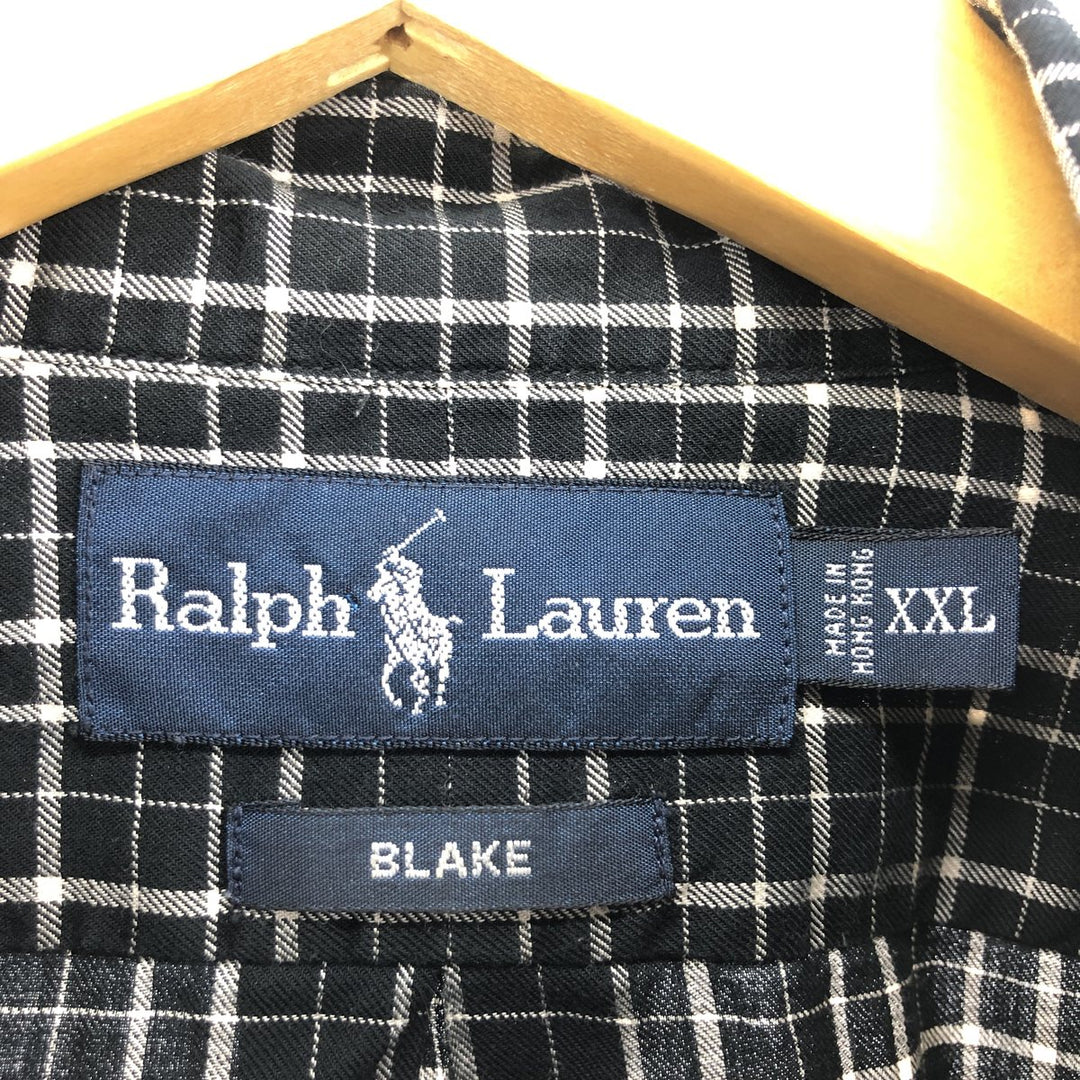 Ralph Lauren
MADE IN
HONG KONG
XXL
BLAKE